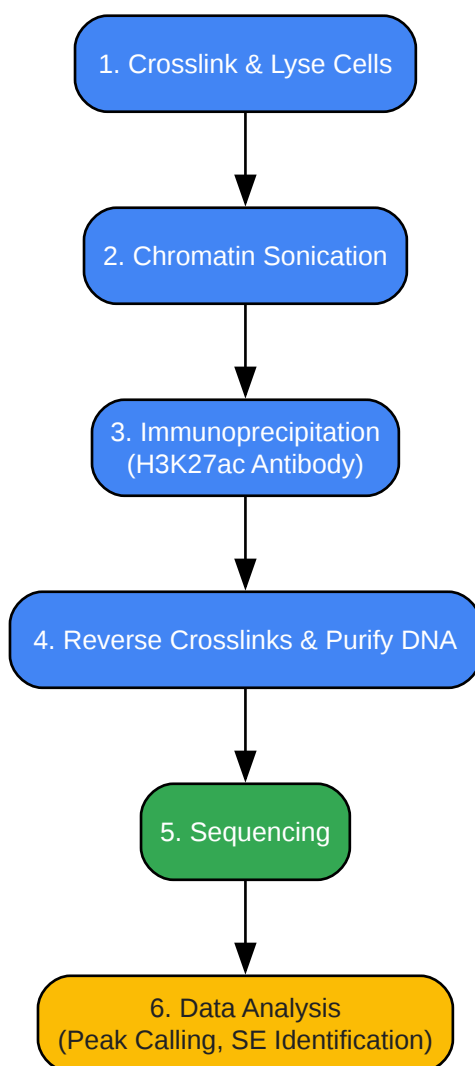 1. Crosslink & Lyse Cells
2. Chromatin Sonication
3. Immunoprecipitation
(H3K27ac Antibody)
4. Reverse Crosslinks & Purify DNA
5. Sequencing
6. Data Analysis
(Peak Calling, SE Identification)